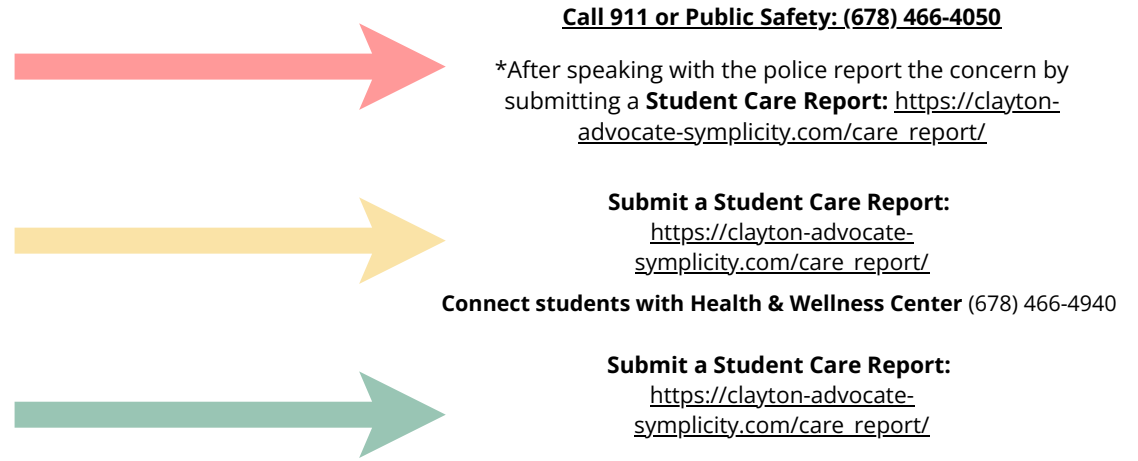 Call 911 or Public Safety: (678) 466-4050
*After speaking with the police report the concern by
submitting a Student Care Report: https://clayton-
advocate-symplicity.com/care_report/
Submit a Student Care Report:
https://clayton-advocate-
symplicity.com/care_report/
Connect students with Health & Wellness Center (678) 466-4940
Submit a Student Care Report:
https://clayton-advocate-
symplicity.com/care_report/